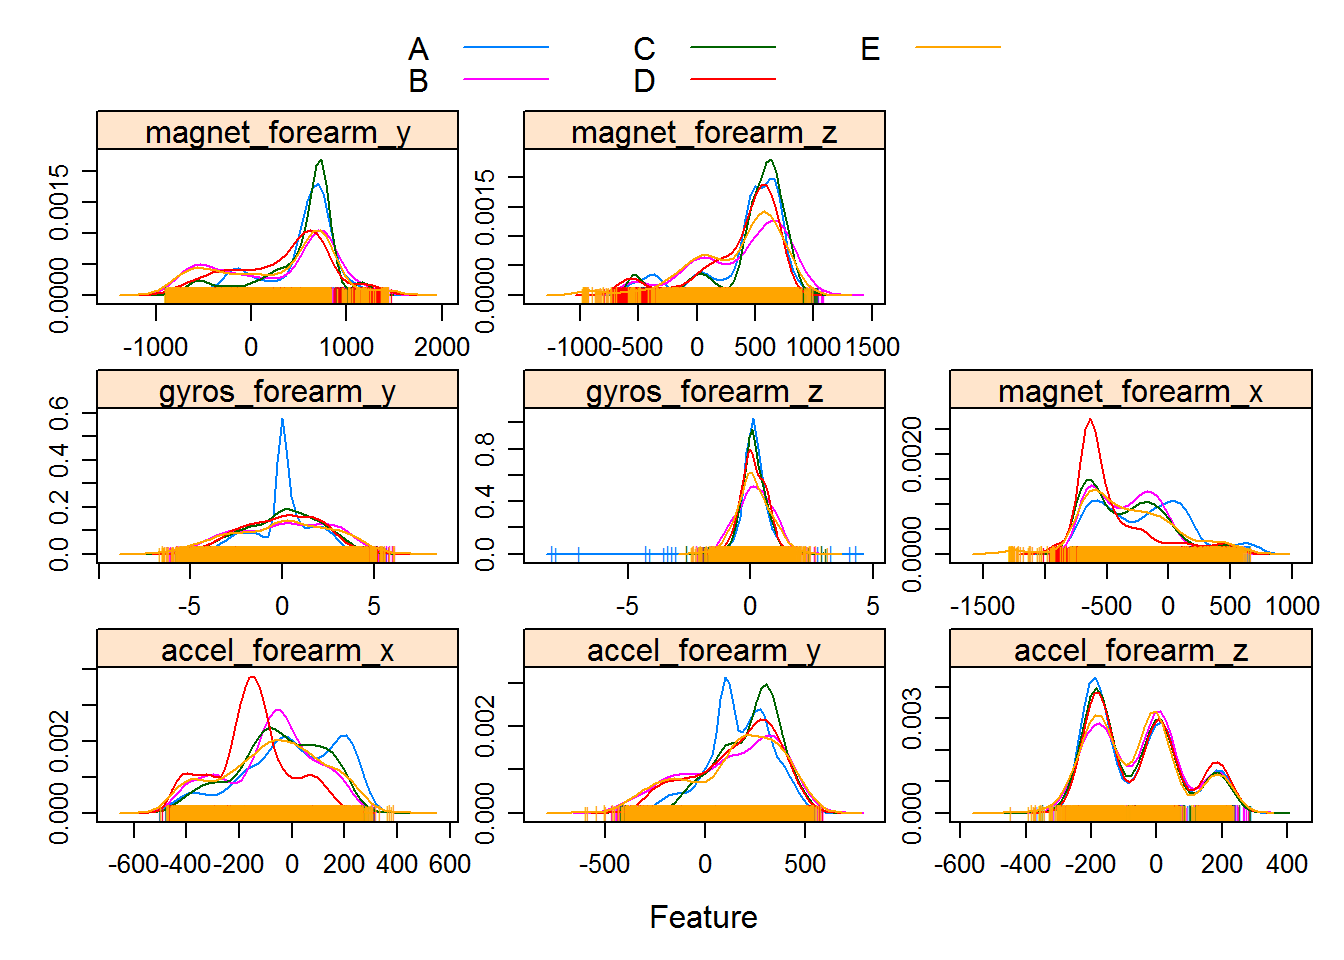 A C E
B D
magnet_forearm_y magnet_forearm_z
0.0000 0.0015
0.0000 0.0015
-1000 0 1000 2000
-1000 -500 0 500 1000 1500
gyros_forearm_y gyros_forearm_z magnet_forearm_x
0.0 0.2 0.4 0.6
0.0 0.4 0.8
0.0000 0.0020
-5 0 5
-5 0 5
-1500 -500 0 500 1000
accel_forearm_x accel_forearm_y accel_forearm_z
0.000 0.002
0.000 0.002
0.000 0.003
-600 -400 -200 0 200 400 600
-500 0 500
-600 -400 -200 0 200 400
Feature